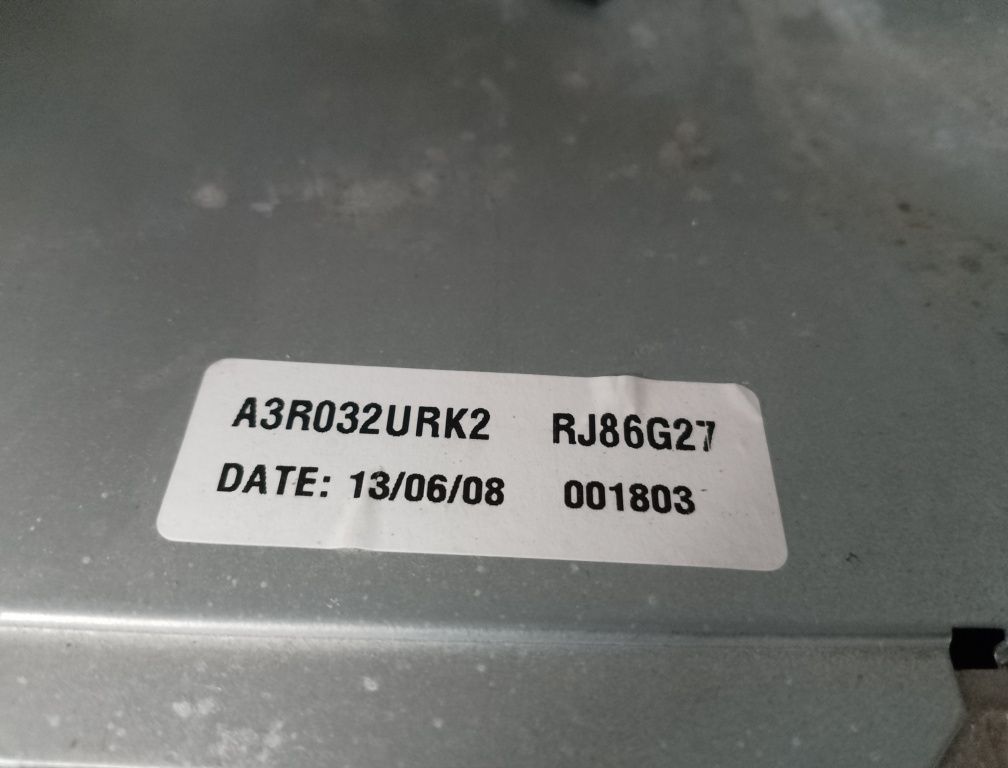 A3R032URK2 RJ86G27
DATE: 13/06/08 001803